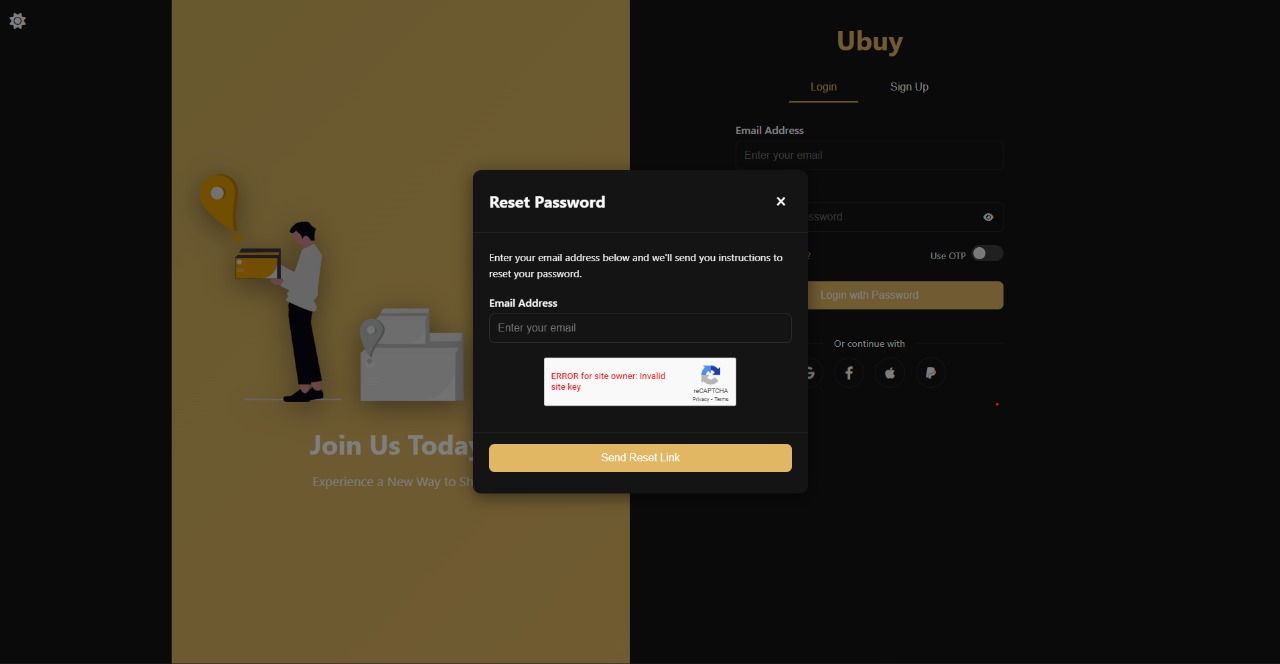 Ubuy
Login
Sign Up
Email Address
Enter your email
Reset Password
Enter your email address below and we'll send you instructions to
reset your password.
Email Address
Enter your email
ERROR for site owner: Invalid
site key
reCAPTCHA
Privacy - Terms
Send Reset Link
Use OTP
Login with Password
Or continue with
Join Us Today
Experience a New Way to